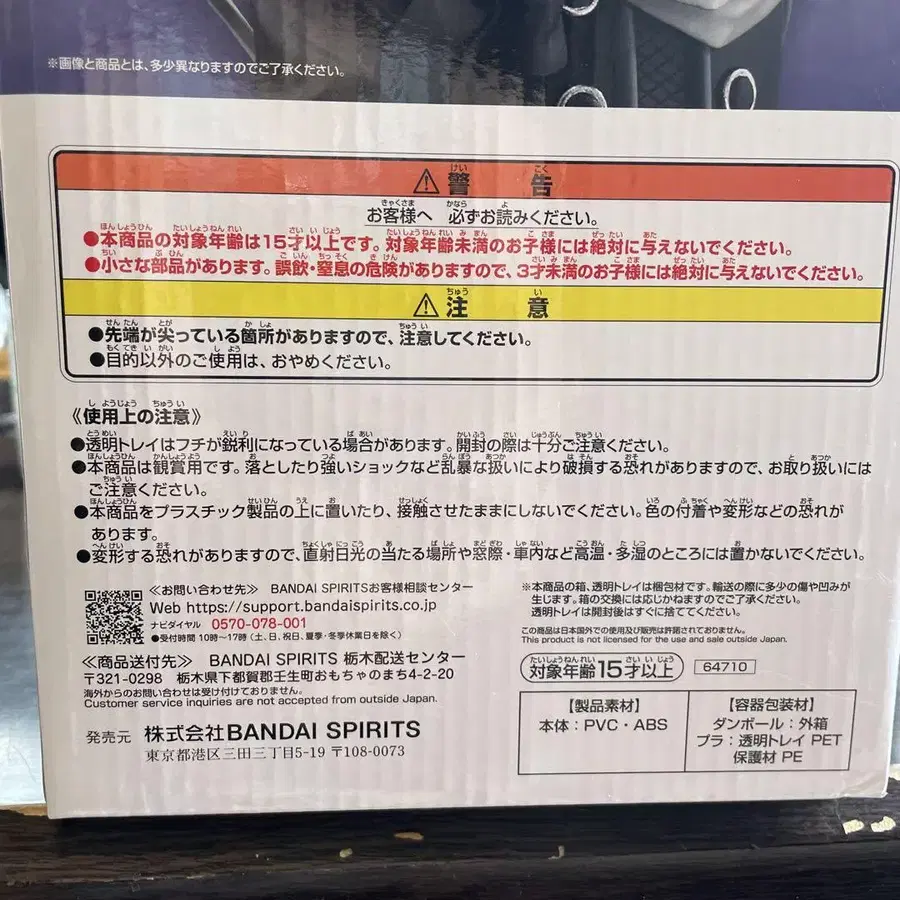 ※画像と商品とは、多少異なりますのでご了承ください。
⚠警告
お客様へ 必ずお読みください。
●本商品の対象年齢は15才以上です。対象年齢未満のお子様には絶対に与えないでください。
●小さな部品があります。誤飲・窒息の危険がありますので、3才未満のお子様には絶対に与えないでください。
⚠注意
●先端が尖っている箇所がありますので、注意してください。
●目的以外のご使用は、おやめください。
《使用上の注意》
●透明トレイはフチが鋭利になっている場合があります。開封の際は十分ご注意ください。
●本商品は観賞用です。落としたり強いショックなど乱暴な扱いにより破損する恐れがありますので、お取り扱いには
ご注意ください。
●本商品をプラスチック製品の上に置いたり、接触させたままにしないでください。色の付着や変形などの恐れが
あります。
●変形する恐れがありますので、直射日光の当たる場所や窓際・車内など高温・多湿のところには置かないでください。
≪お問い合わせ先≫ BANDAI SPIRITSお客様相談センター
Web https://support.bandaispirits.co.jp
ナビダイヤル 0570-078-001
●受付時間 10時〜17時(土、日、祝日、夏季・冬季休業日を除く)
≪商品送付先≫ BANDAI SPIRITS 栃木配送センター
〒321-0298 栃木県下都賀郡壬生町おもちゃのまち4-2-20
海外からのお問い合わせは受け付けておりません。
Customer service inquiries are not accepted from outside Japan.
発売元 株式会社BANDAI SPIRITS
東京都港区三田三丁目5-19 〒108-0073
※本商品の箱、透明トレイは梱包材です。輸送の際に多少の傷や凹みが
生じます。箱の交換には応じかねますのでご了承ください。
透明トレイは開封後はすぐに捨ててください。
この商品は日本国外での使用及び販売は許諾されておりません。
This product is not licensed for the use and sale outside Japan.
対象年齢15才以上
64710
【製品素材】
本体：PVC・ABS
【容器包装材】
ダンボール：外箱
プラ：透明トレイ PET
保護材 PE